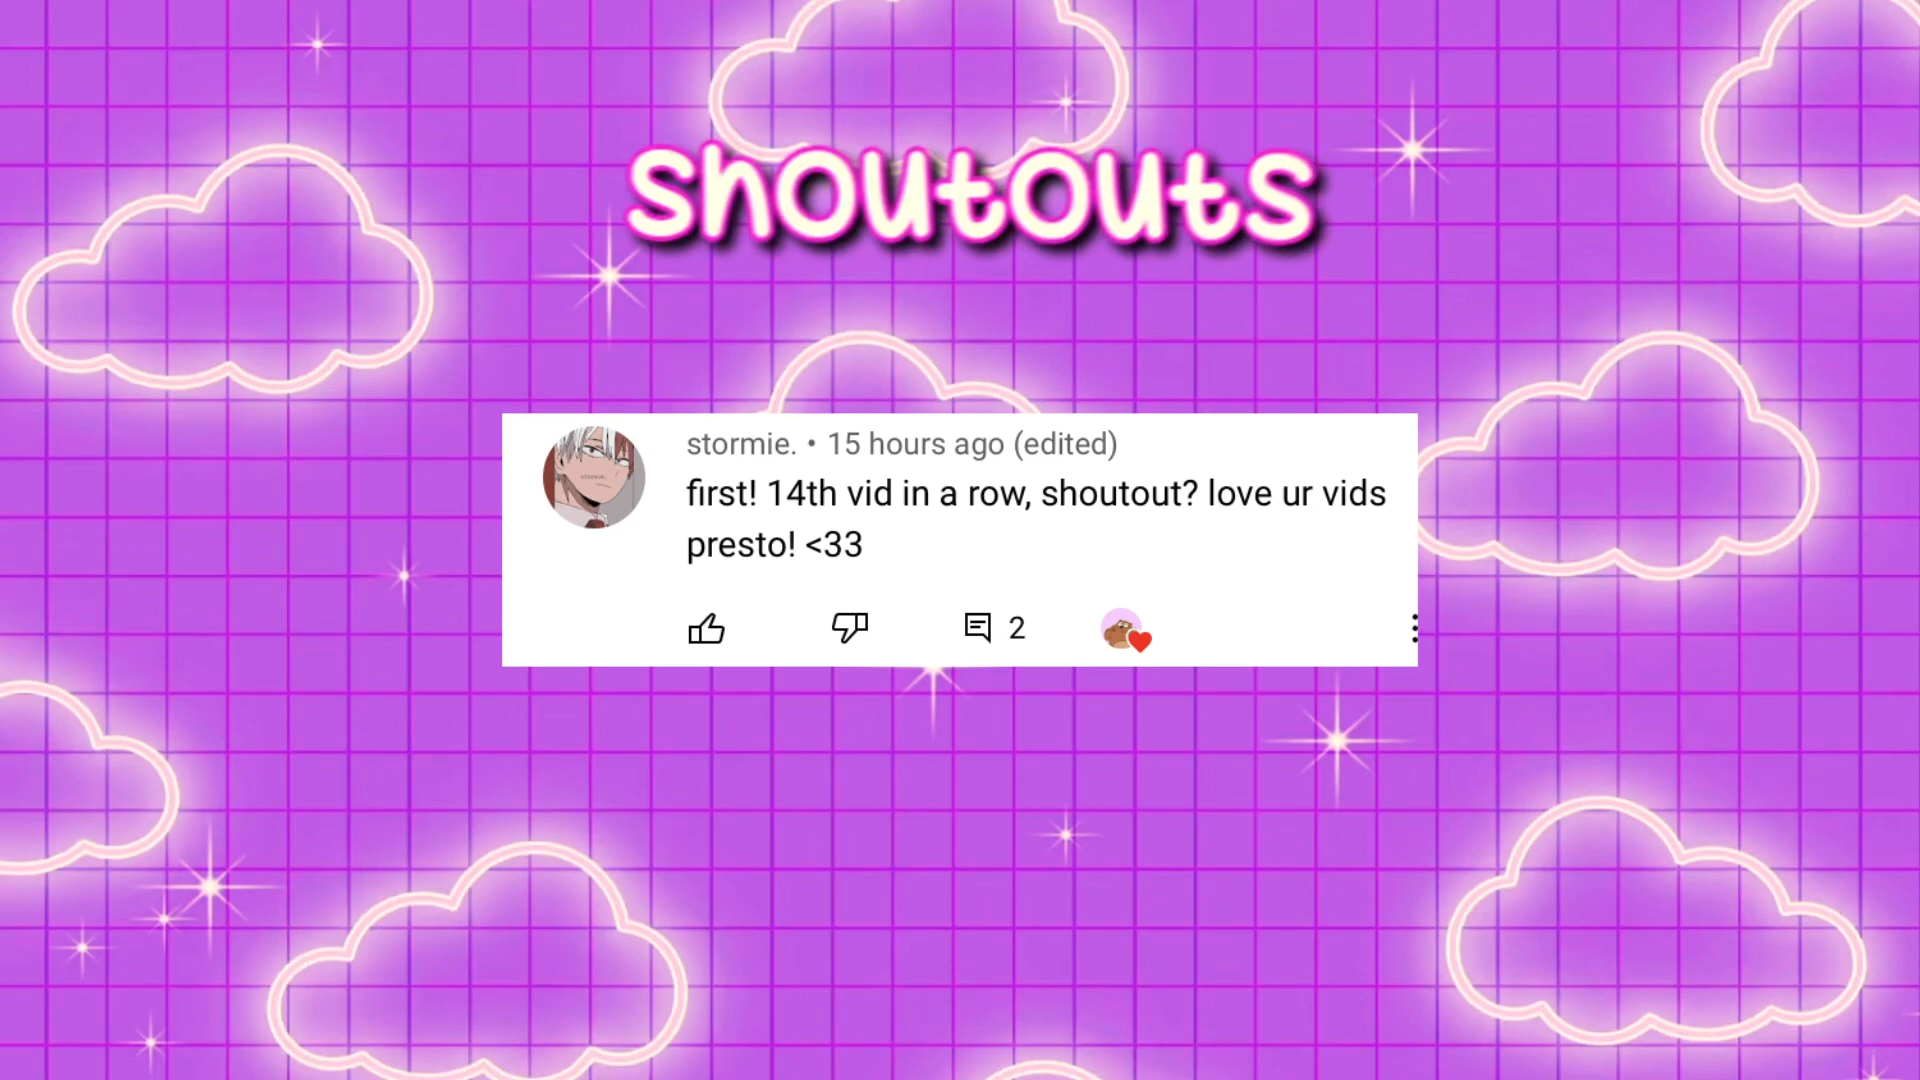 shoutouts
stormie. • 15 hours ago (edited)
first! 14th vid in a row, shoutout? love ur vids
presto! <33
2